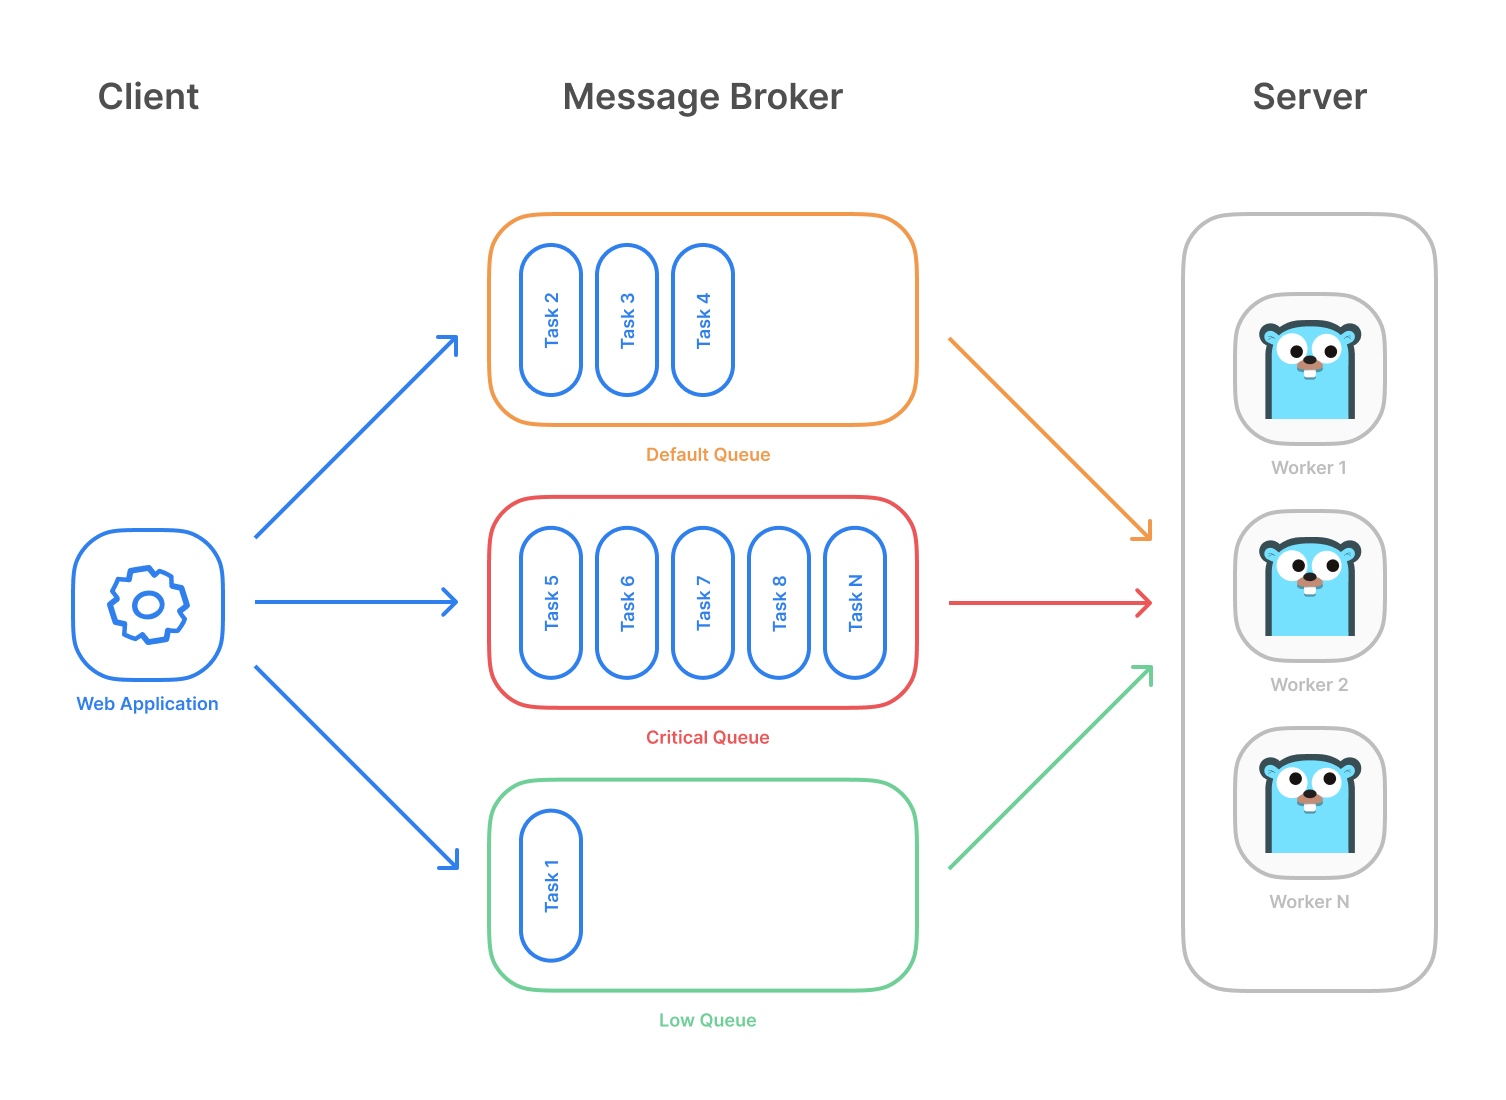 Client
Message Broker
Server
Task 2
Task 3
Task 4
Default Queue
Task 5
Task 6
Task 7
Task 8
Task N
Critical Queue
Task 1
Low Queue
Web Application
Worker 1
Worker 2
Worker N